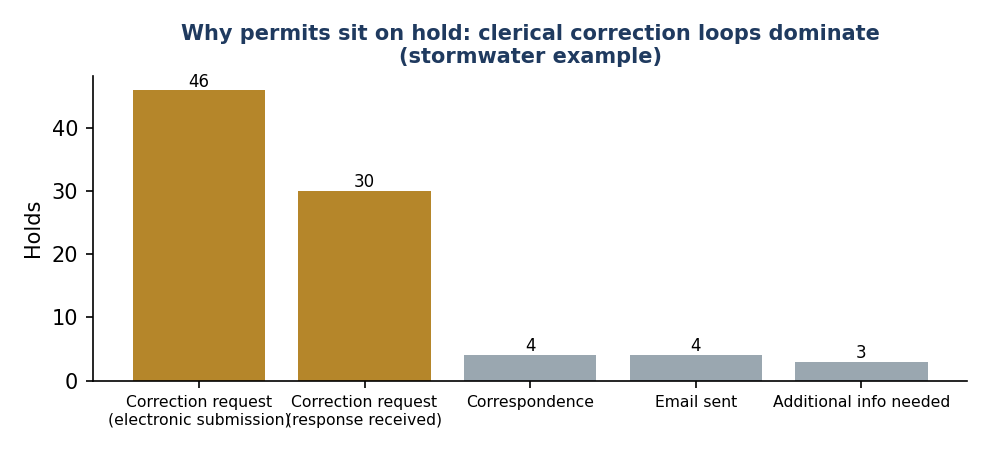 Why permits sit on hold: clerical correction loops dominate
(stormwater example)
Holds
40
30
20
10
0
46
30
4
4
3
Correction request
(electronic submission)
Correction request
(response received)
Correspondence
Email sent
Additional info needed